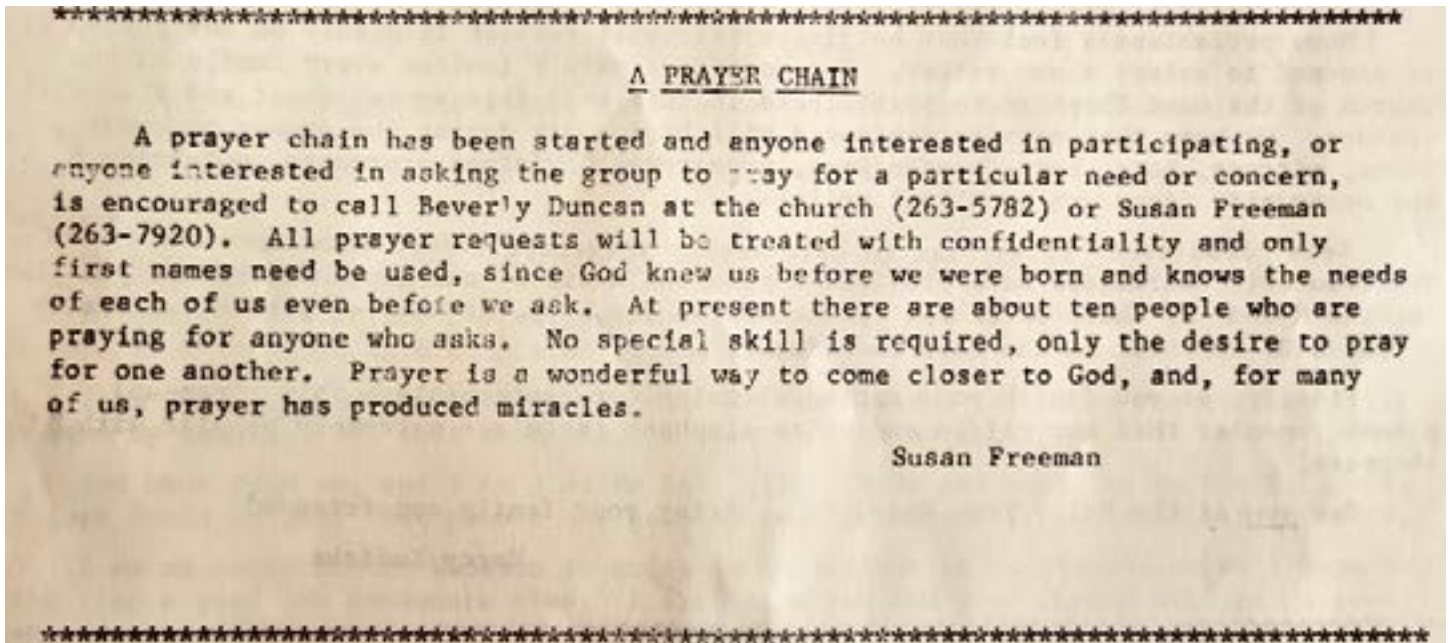 ****************************************************************************************
A PRAYER CHAIN
A prayer chain has been started and anyone interested in participating, or
anyone interested in asking the group to pray for a particular need or concern,
is encouraged to call Beverly Duncan at the church (263-5782) or Susan Freeman
(263-7920). All prayer requests will be treated with confidentiality and only
first names need be used, since God knew us before we were born and knows the needs
of each of us even before we ask. At present there are about ten people who are
praying for anyone who asks. No special skill is required, only the desire to pray
for one another. Prayer is a wonderful way to come closer to God, and, for many
of us, prayer has produced miracles.
Susan Freeman
****************************************************************************************